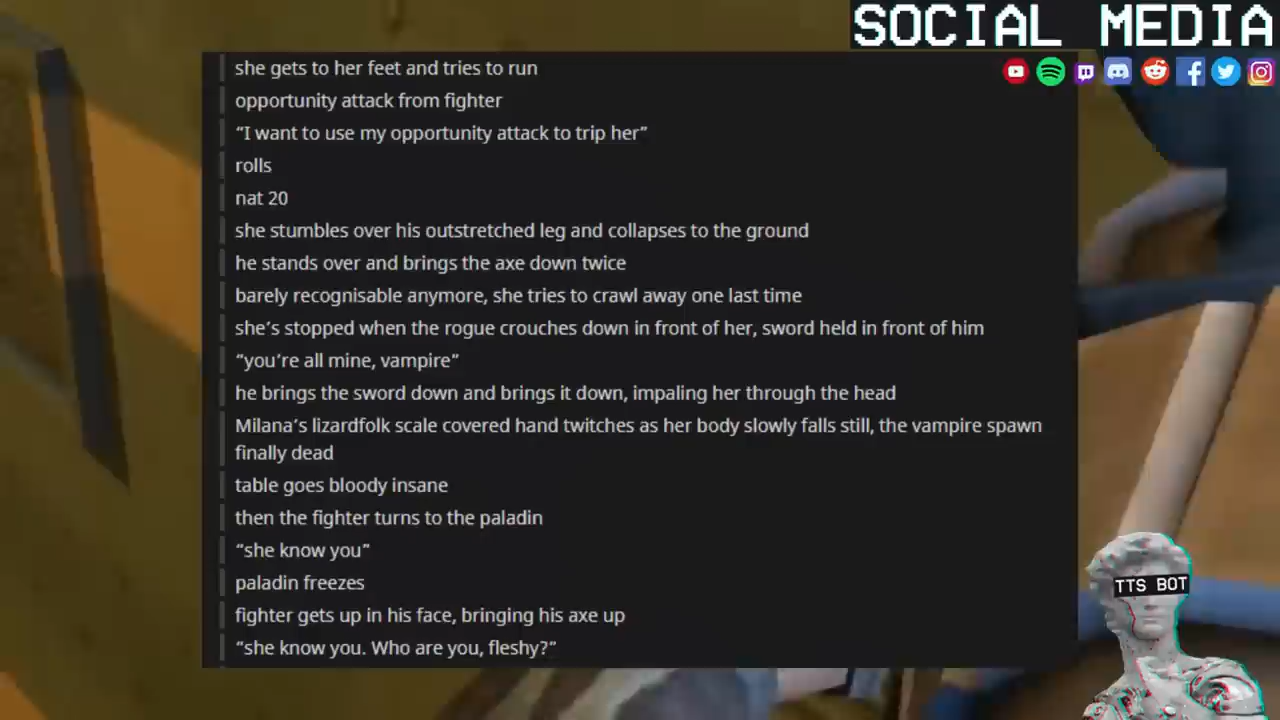 SOCIAL MEDIA
she gets to her feet and tries to run
opportunity attack from fighter
“I want to use my opportunity attack to trip her”
rolls
nat 20
she stumbles over his outstretched leg and collapses to the ground
he stands over and brings the axe down twice
barely recognisable anymore, she tries to crawl away one last time
she’s stopped when the rogue crouches down in front of her, sword held in front of him
“you’re all mine, vampire”
he brings the sword down and brings it down, impaling her through the head
Milana’s lizardfolk scale covered hand twitches as her body slowly falls still, the vampire spawn
finally dead
table goes bloody insane
then the fighter turns to the paladin
“she know you”
paladin freezes
fighter gets up in his face, bringing his axe up
“she know you. Who are you, fleshy?”
TTS BOT